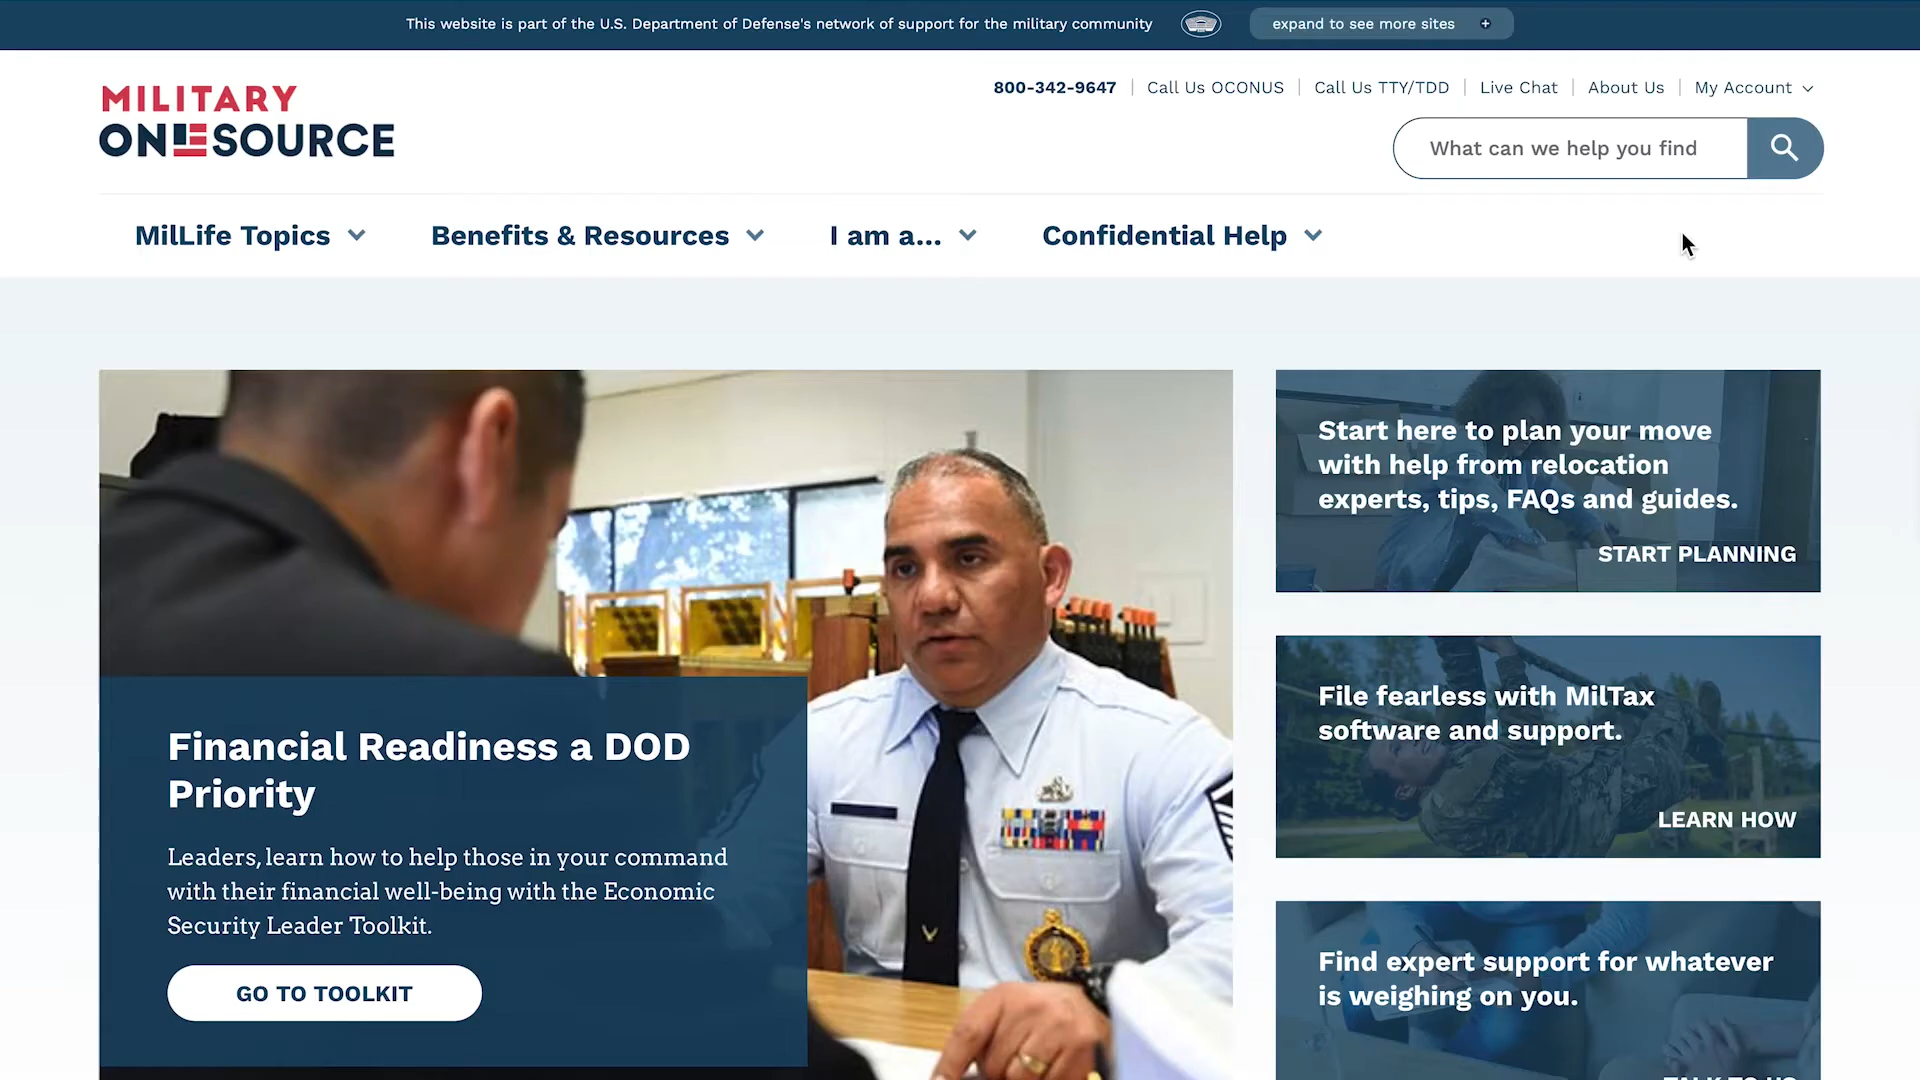 This website is part of the U.S. Department of Defense's network of support for the military community
expand to see more sites +
MILITARY
ONESOURCE
800-342-9647 | Call Us OCONUS | Call Us TTY/TDD | Live Chat | About Us | My Account
What can we help you find
MilLife Topics
Benefits & Resources
I am a...
Confidential Help
Financial Readiness a DOD
Priority
Leaders, learn how to help those in your command
with their financial well-being with the Economic
Security Leader Toolkit.
GO TO TOOLKIT
Start here to plan your move
with help from relocation
experts, tips, FAQs and guides.
START PLANNING
File fearless with MilTax
software and support.
LEARN HOW
Find expert support for whatever
is weighing on you.
TALK TO US